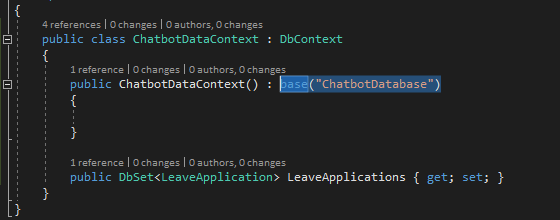 {
4 references | 0 changes | 0 authors, 0 changes
public class ChatbotDataContext : DbContext
{
1 reference | 0 changes | 0 authors, 0 changes
public ChatbotDataContext() : base("ChatbotDatabase")
{
}
1 reference | 0 changes | 0 authors, 0 changes
public DbSet<LeaveApplication> LeaveApplications { get; set; }
}
}